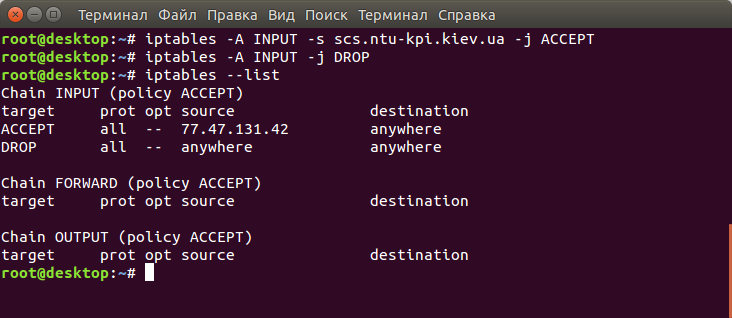 Терминал Файл Правка Вид Поиск Терминал Справка
root@desktop:~# iptables -A INPUT -s scs.ntu-kpi.kiev.ua -j ACCEPT
root@desktop:~# iptables -A INPUT -j DROP
root@desktop:~# iptables --list
Chain INPUT (policy ACCEPT)
target     prot opt source               destination
ACCEPT     all  --  77.47.131.42         anywhere
DROP       all  --  anywhere             anywhere

Chain FORWARD (policy ACCEPT)
target     prot opt source               destination

Chain OUTPUT (policy ACCEPT)
target     prot opt source               destination
root@desktop:~#